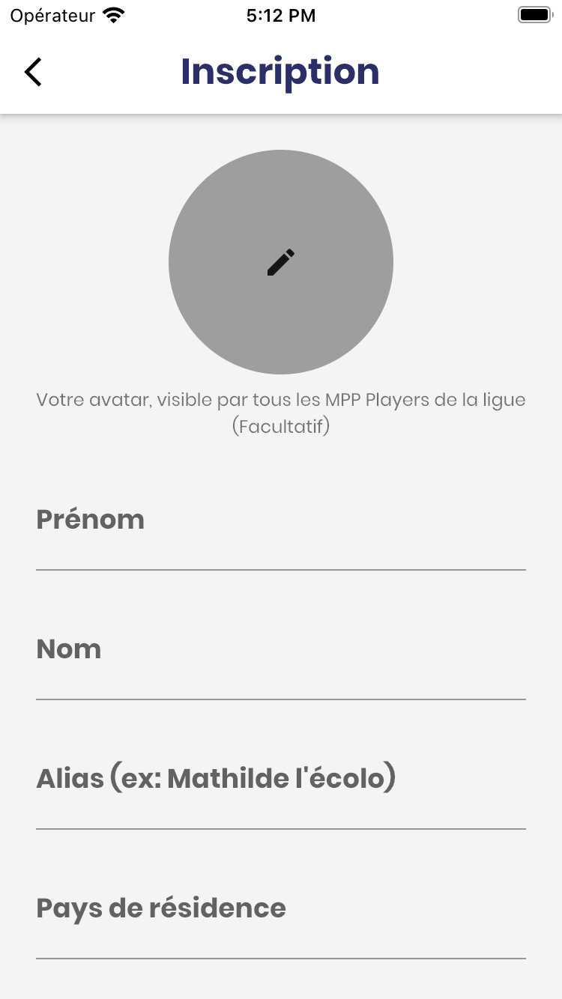 Opérateur 5:12 PM
Inscription
Votre avatar, visible par tous les MPP Players de la ligue
(Facultatif)
Prénom
Nom
Alias (ex: Mathilde l'écolo)
Pays de résidence